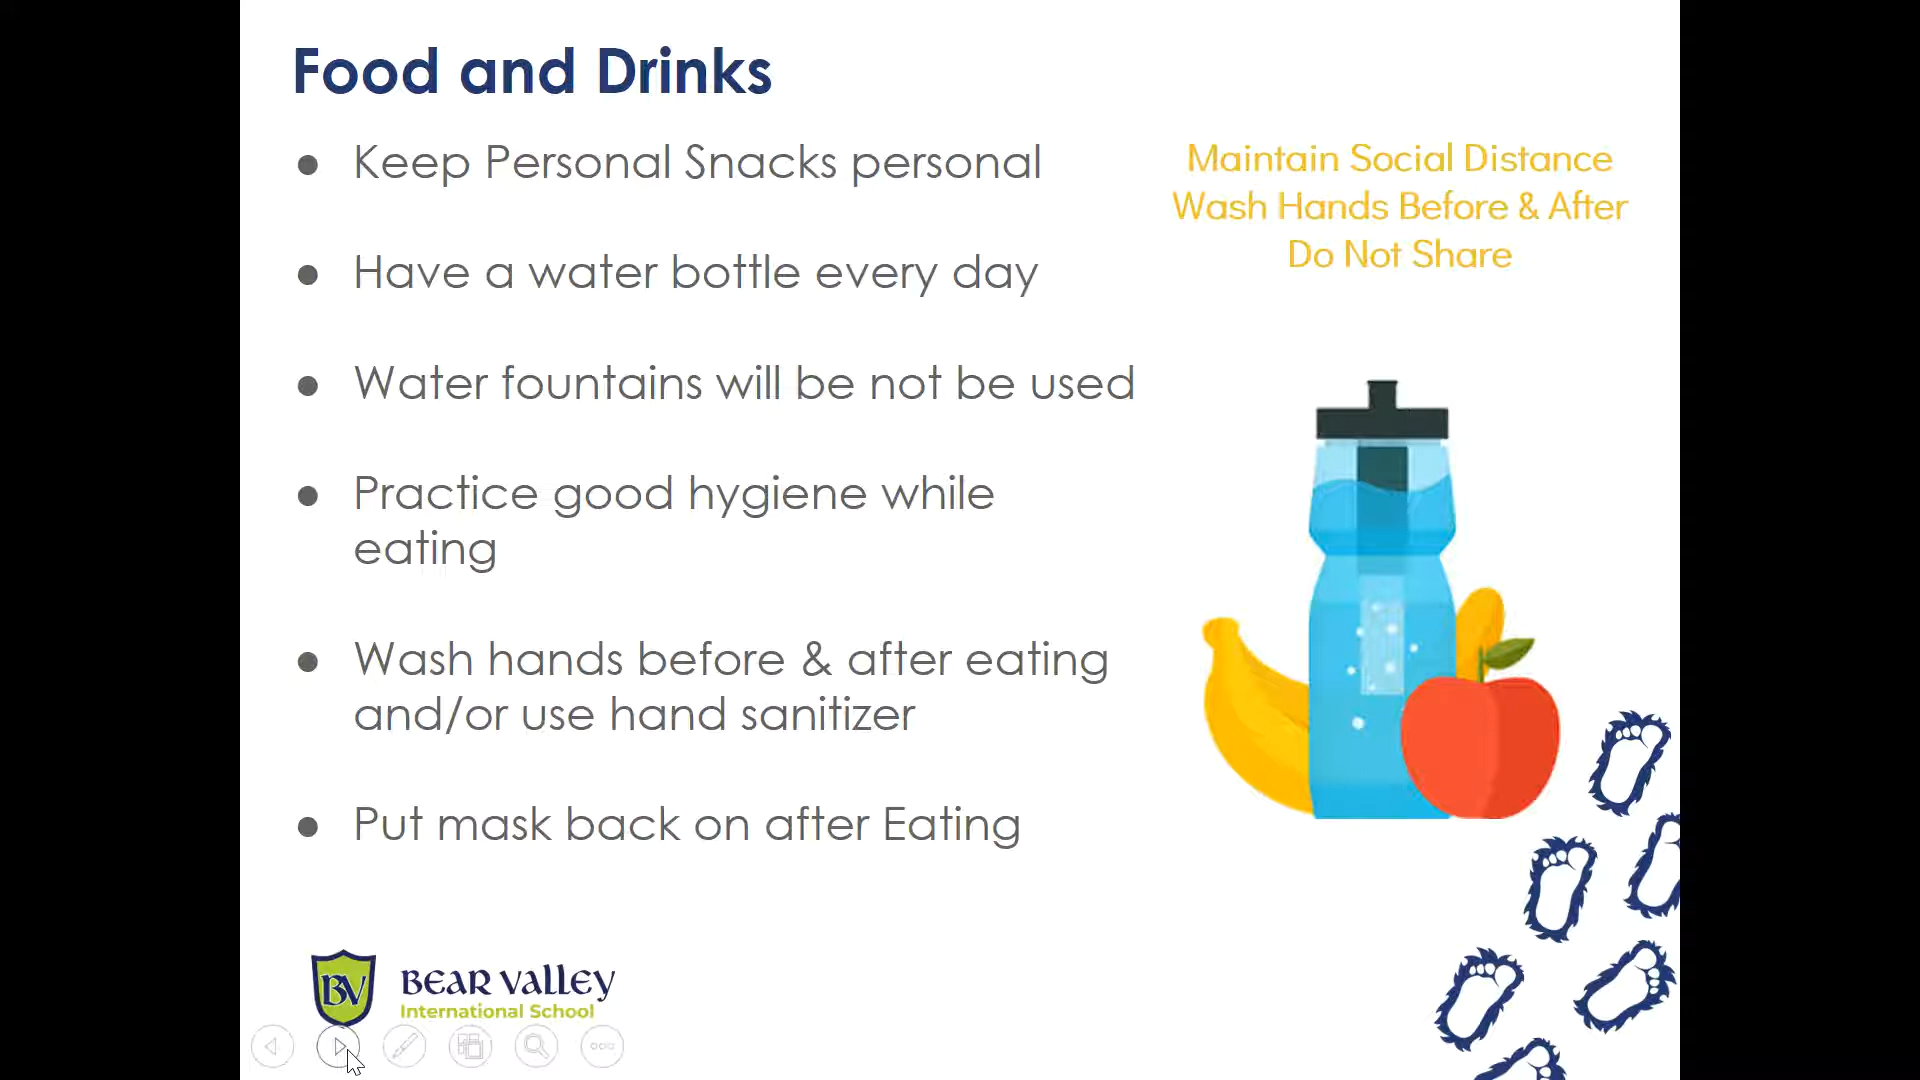 Food and Drinks
● Keep Personal Snacks personal
● Have a water bottle every day
● Water fountains will be not be used
● Practice good hygiene while
eating
● Wash hands before & after eating
and/or use hand sanitizer
● Put mask back on after Eating
Maintain Social Distance
Wash Hands Before & After
Do Not Share
BV
BEAR VALLEY
International School